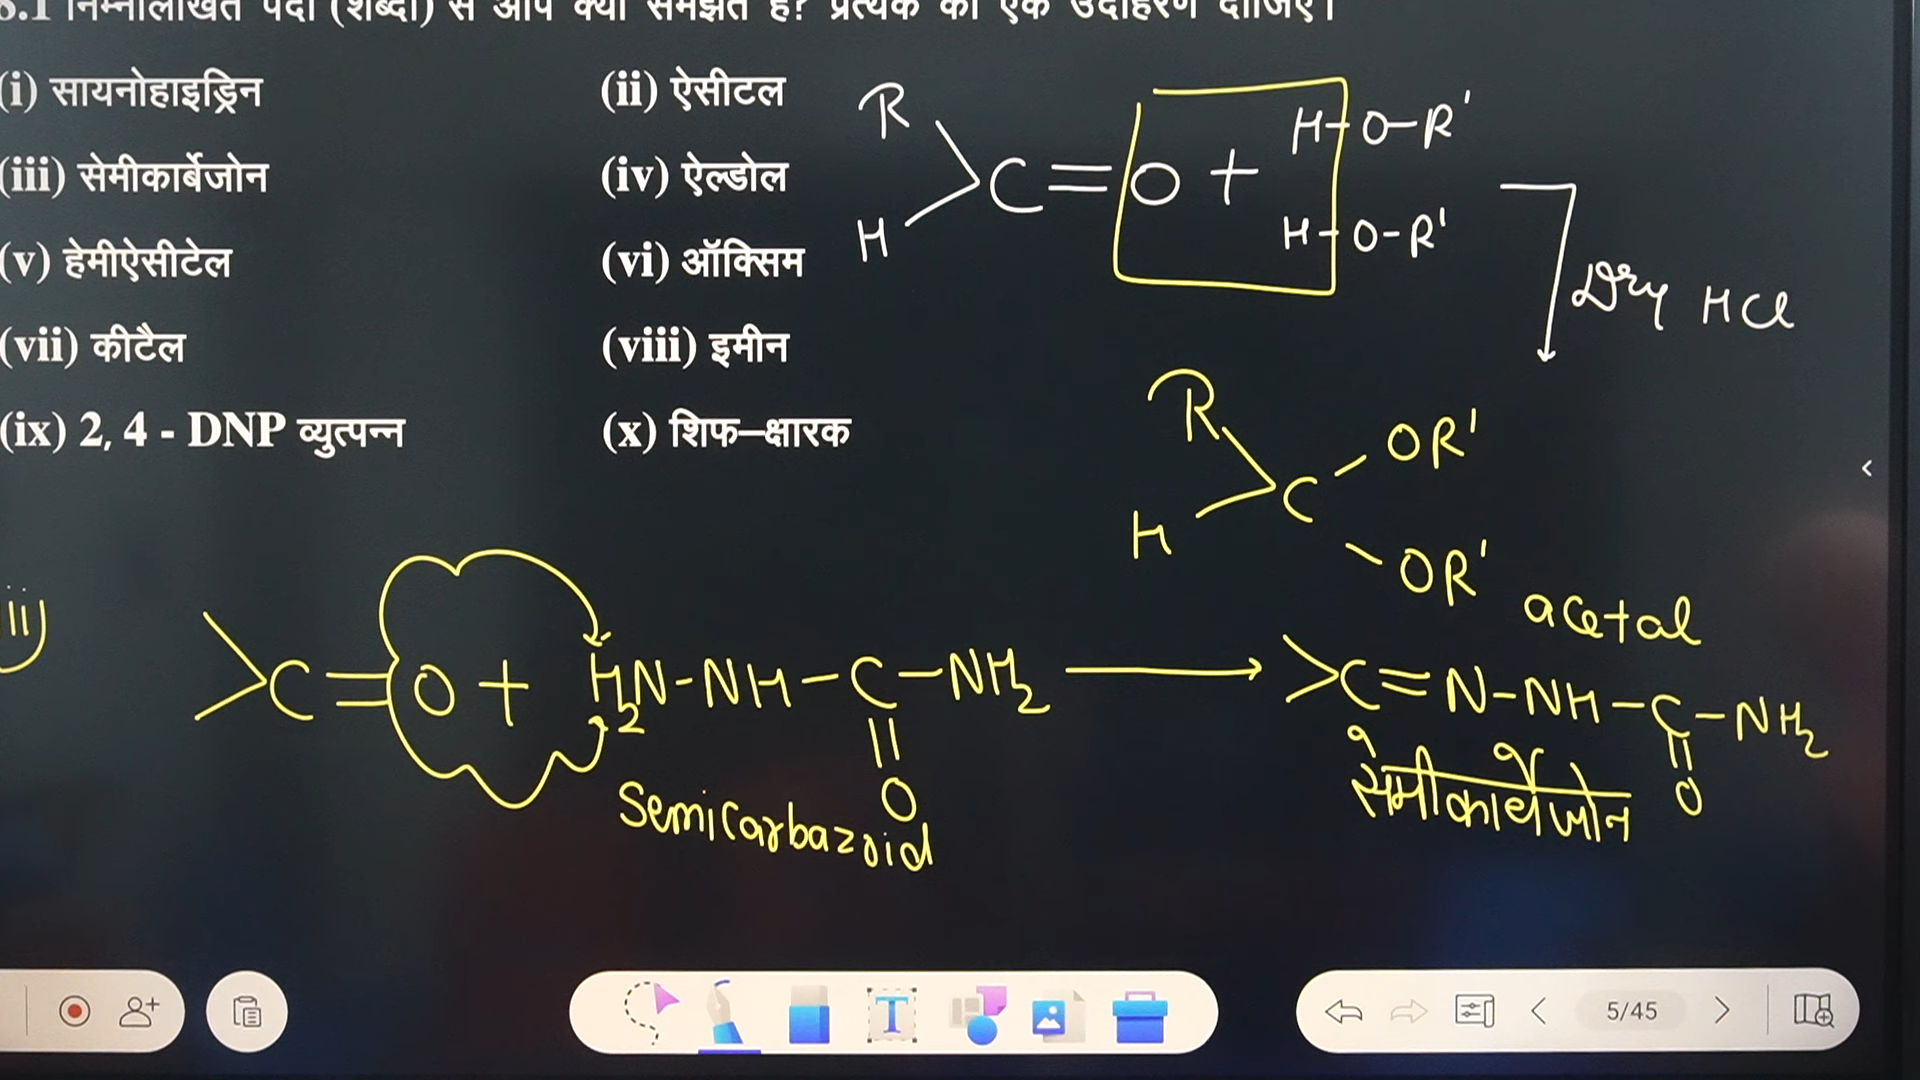 8.1 निम्नलिखित पदों (शब्दों) से आप क्या समझते हैं? प्रत्येक का एक उदाहरण दीजिए।
(i) सायनोहाइड्रिन (ii) ऐसीटल
(iii) सेमीकार्बेजोन (iv) ऐल्डोल
(v) हेमीऐसीटेल (vi) ऑक्सिम
(vii) कीटैल (viii) इमीन
(ix) 2, 4 - DNP व्युत्पन्न (x) शिफ–क्षारक
R H C=O + H-O-R' H-O-R'
Dry HCl
R H C OR' OR' acetal
ii)
>C=O + H2N-NH-C-NH2 → >C=N-NH-C-NH2
O O
Semicarbazoid सेमीकार्बेजोन
T
5/45